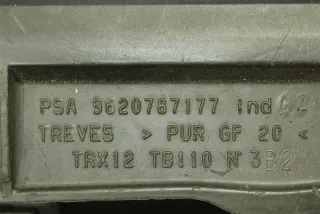 PSA 9620787177 Ind 02
TREVES > PUR GF 20 <
TRX12 TB110 N° 3B2